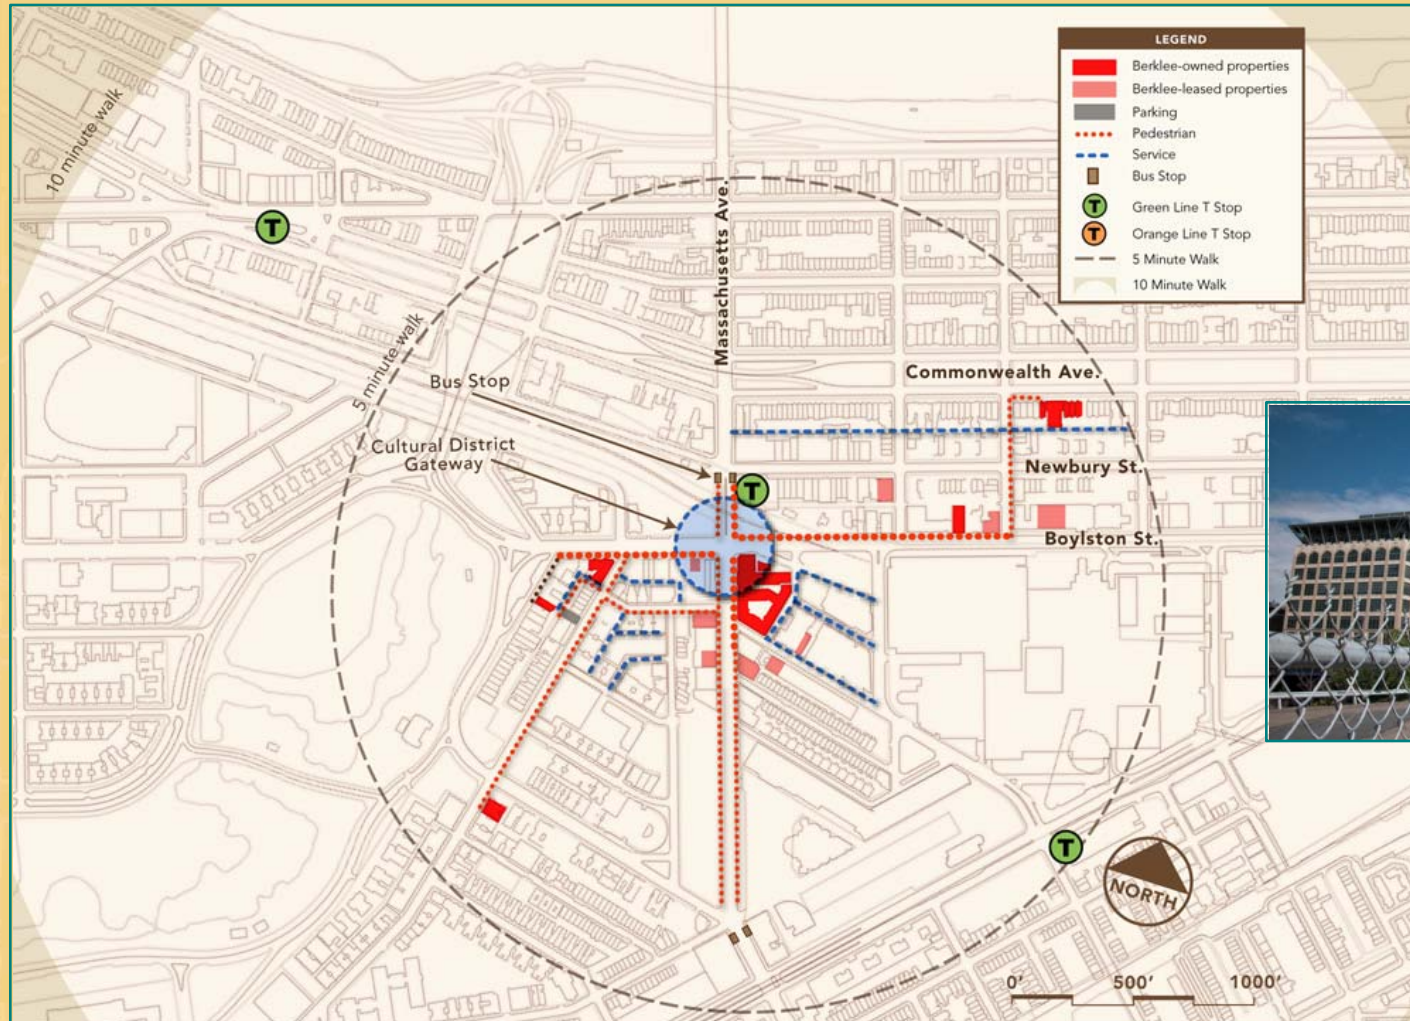 LEGEND
Berklee-owned properties
Berklee-leased properties
Parking
Pedestrian
Service
Bus Stop
T
Green Line T Stop
T
Orange Line T Stop
5 Minute Walk
10 Minute Walk
10 minute walk
T
Massachusetts Ave.
5 minute walk
Bus Stop
Commonwealth Ave.
Cultural District
Gateway
Newbury St.
T
Boylston St.
T
NORTH
0' 500' 1000'